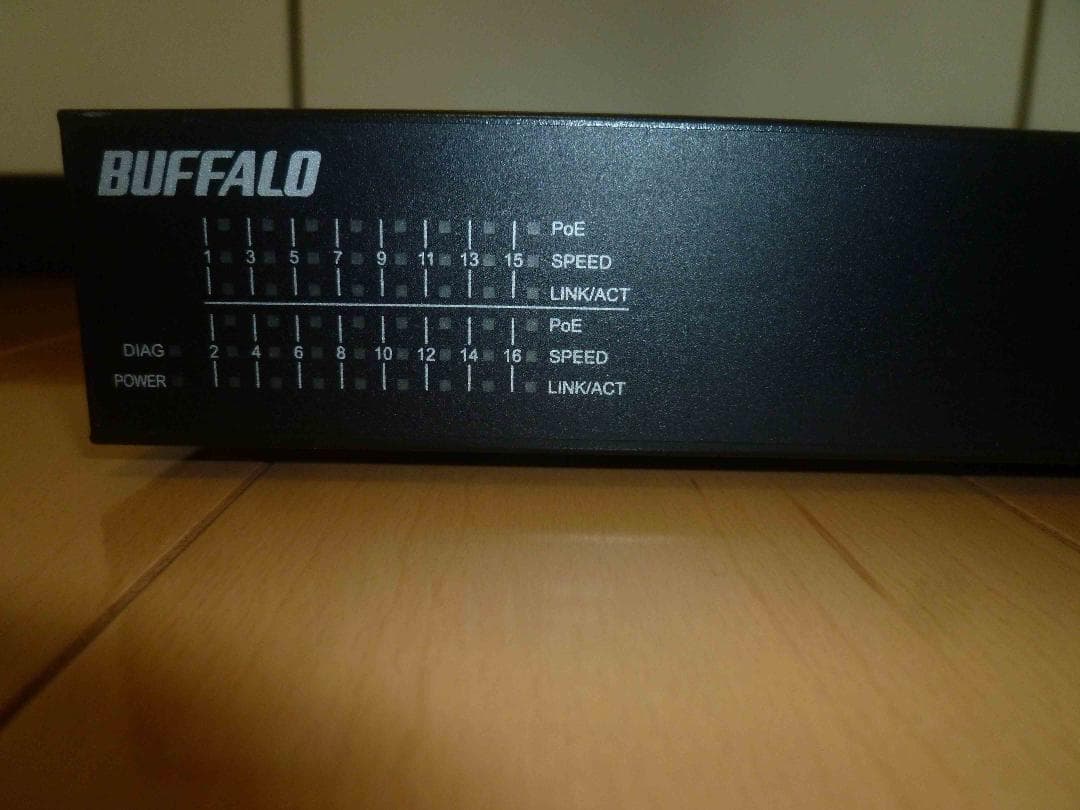 BUFFALO
PoE
1 3 5 7 9 11 13 15 SPEED
LINK/ACT
PoE
DIAG 2 4 6 8 10 12 14 16 SPEED
POWER LINK/ACT